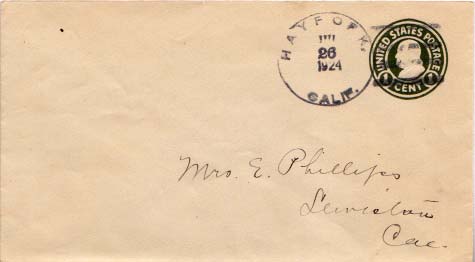 HAYFORK,
26
1924
CALIF.
UNITED STATES POSTAGE
1 CENT 1
Mrs. E. Phillips
Lewiston
Cal.